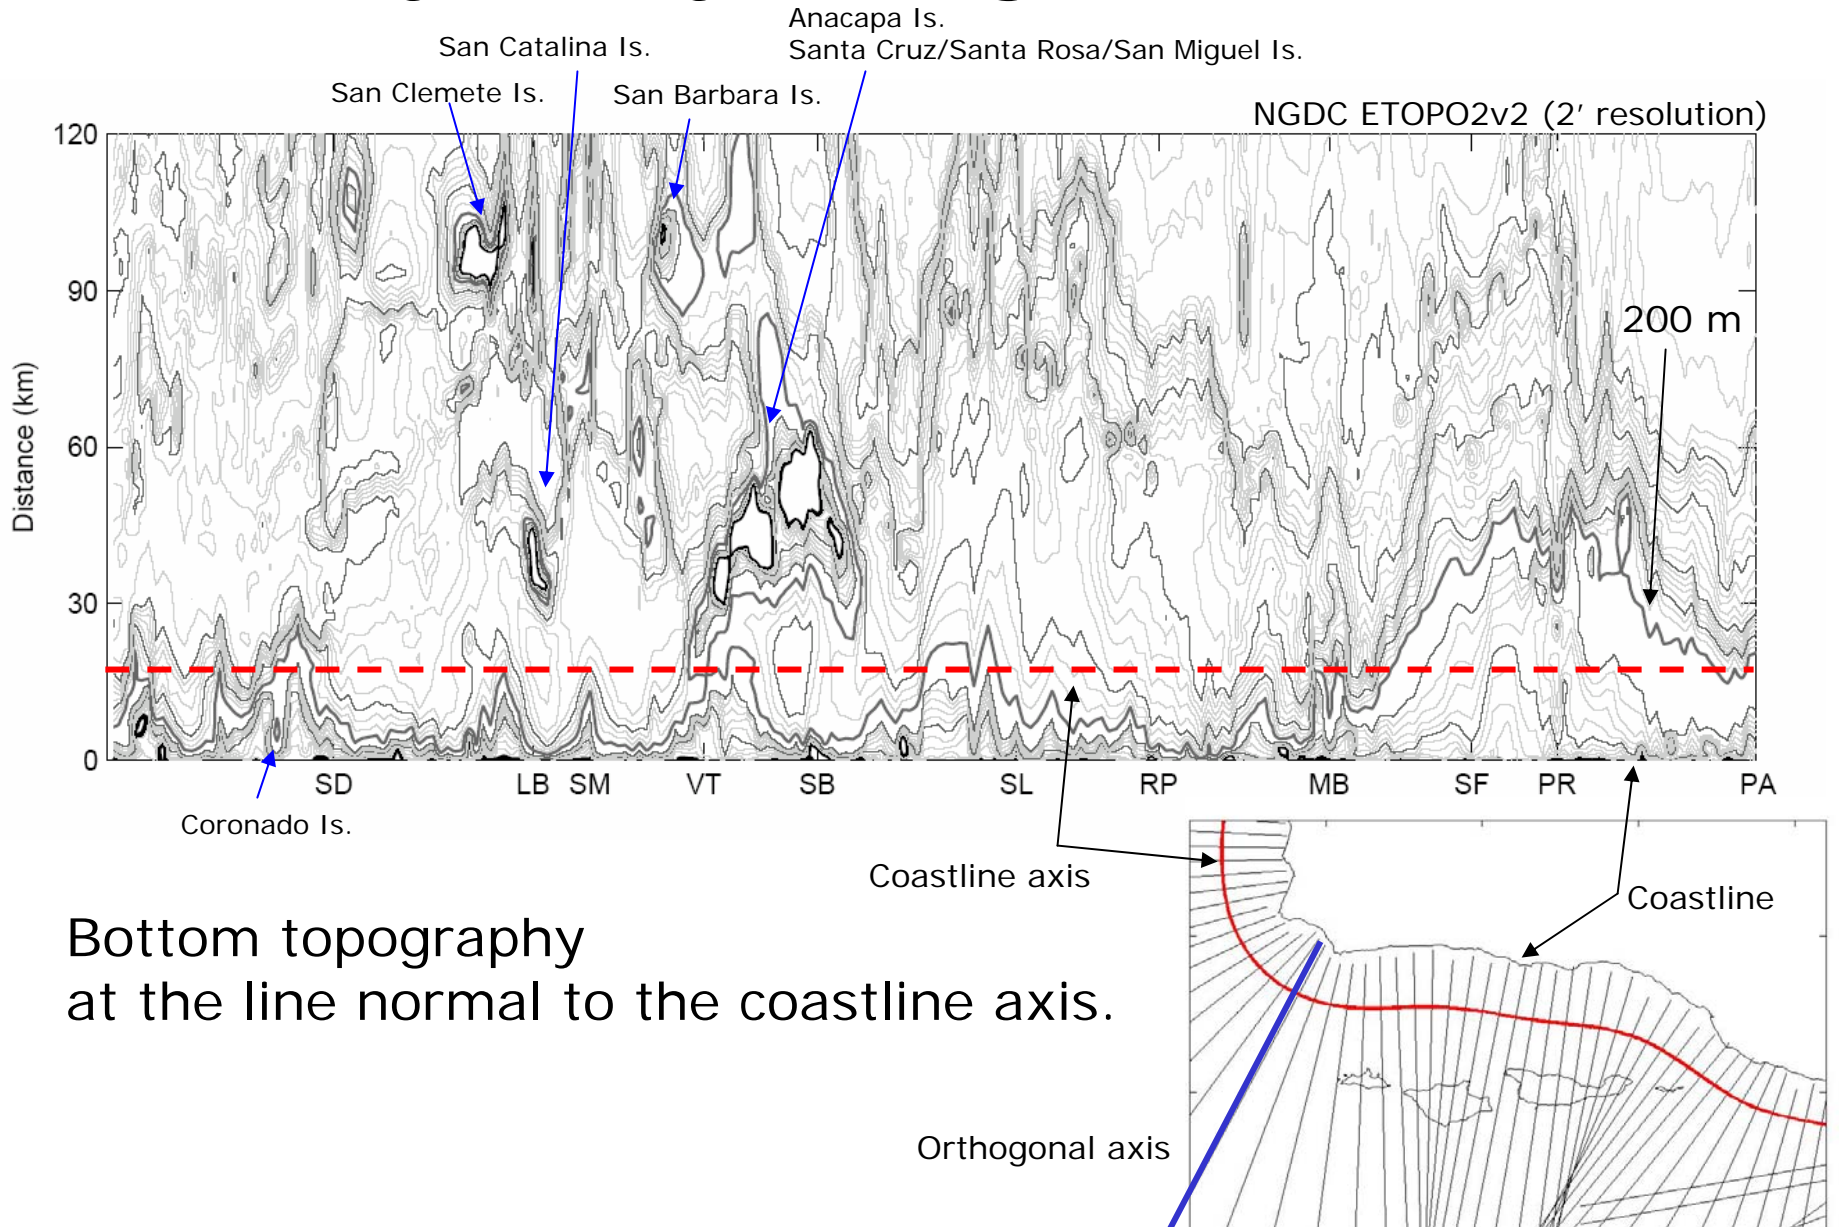 Anacapa Is.
San Catalina Is.
Santa Cruz/Santa Rosa/San Miguel Is.
San Clemete Is.
San Barbara Is.
NGDC ETOPO2v2 (2’ resolution)
120
90
60
30
0
Distance (km)
200 m
SD LB SM VT SB SL RP MB SF PR PA
Coronado Is.
Coastline axis
Coastline
Bottom topography
at the line normal to the coastline axis.
Orthogonal axis